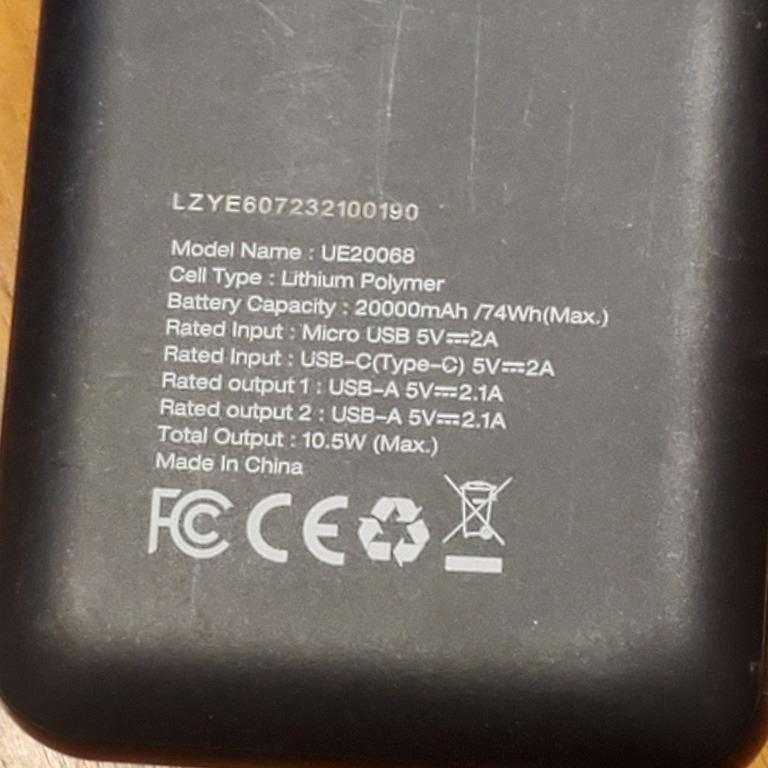 LZYE607232100190
Model Name : UE20068
Cell Type : Lithium Polymer
Battery Capacity : 20000mAh /74Wh(Max.)
Rated Input : Micro USB 5V⎓2A
Rated Input : USB-C(Type-C) 5V⎓2A
Rated output 1 : USB-A 5V⎓2.1A
Rated output 2 : USB-A 5V⎓2.1A
Total Output : 10.5W (Max.)
Made In China
FC CE